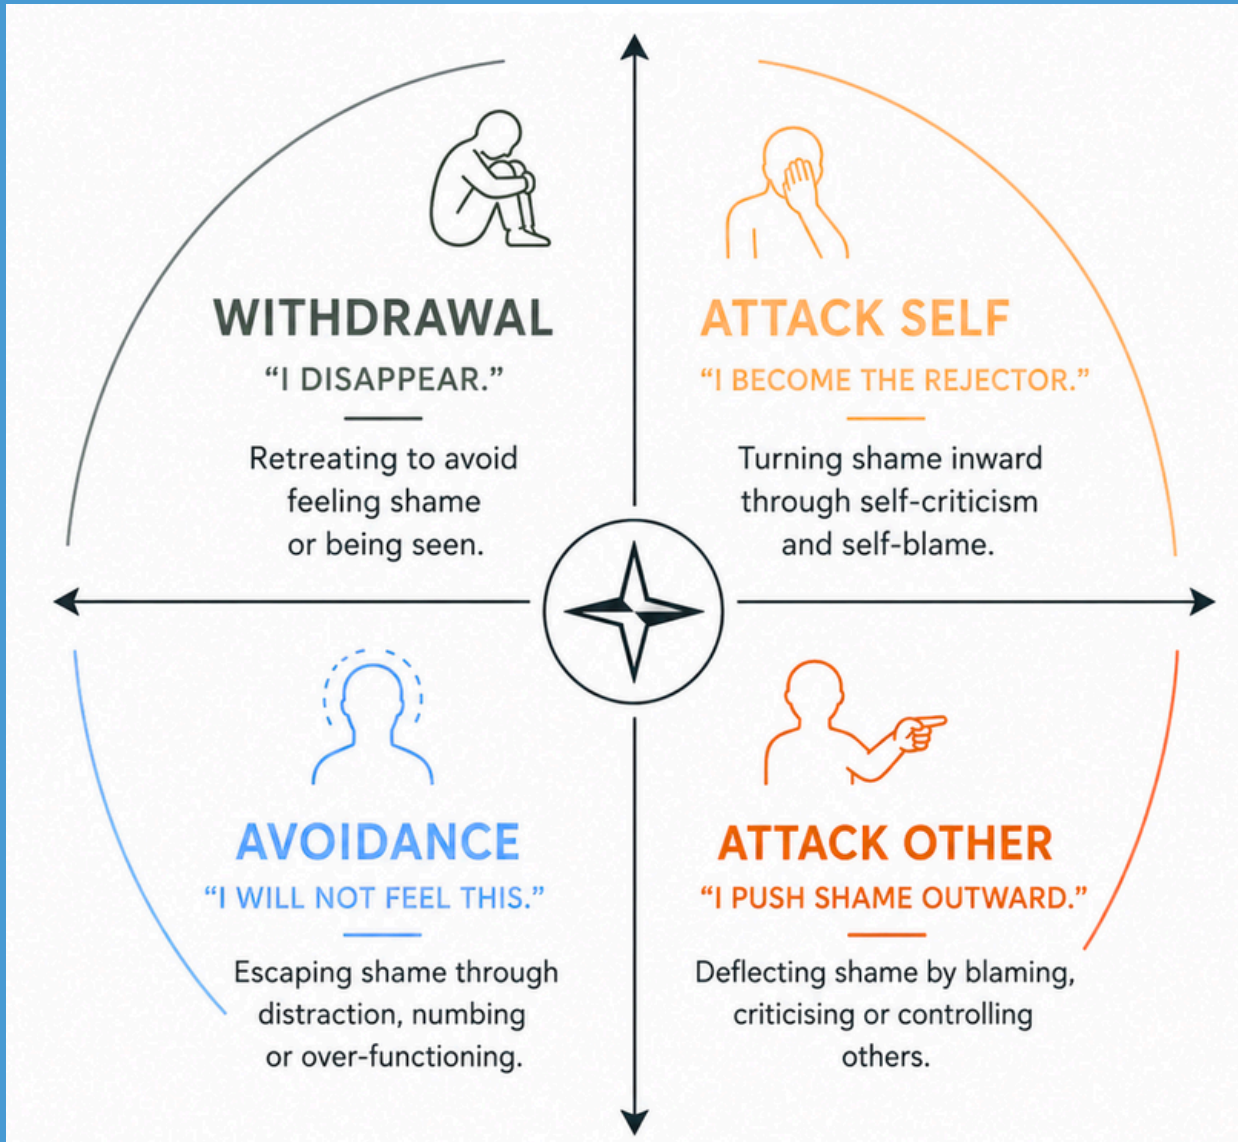 WITHDRAWAL
“I DISAPPEAR.”
Retreating to avoid
feeling shame
or being seen.
ATTACK SELF
“I BECOME THE REJECTOR.”
Turning shame inward
through self-criticism
and self-blame.
AVOIDANCE
“I WILL NOT FEEL THIS.”
Escaping shame through
distraction, numbing
or over-functioning.
ATTACK OTHER
“I PUSH SHAME OUTWARD.”
Deflecting shame by blaming,
criticising or controlling
others.